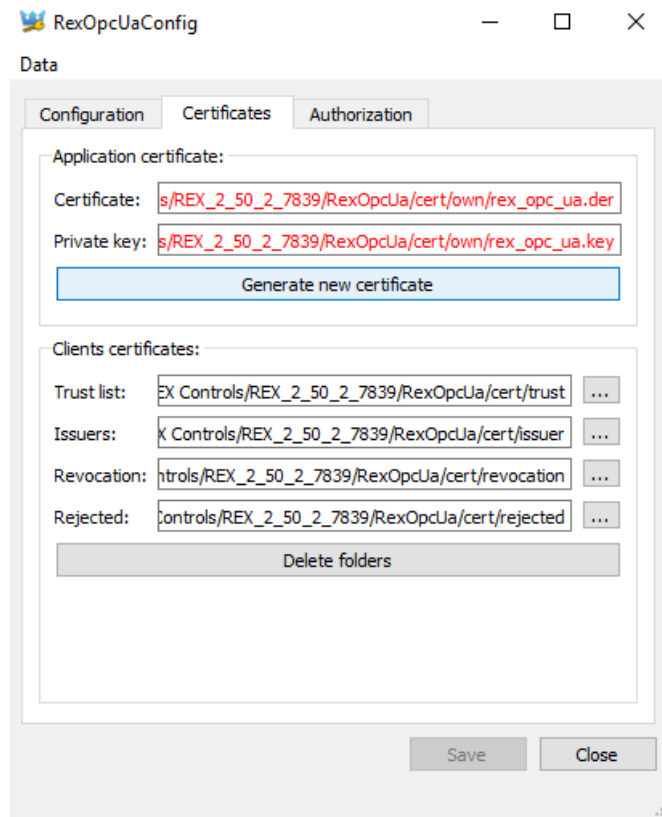 RexOpcUaConfig
Data
Configuration Certificates Authorization
Application certificate:
Certificate: s/REX_2_50_2_7839/RexOpcUa/cert/own/rex_opc_ua.der
Private key: s/REX_2_50_2_7839/RexOpcUa/cert/own/rex_opc_ua.key
Generate new certificate
Clients certificates:
Trust list: EX Controls/REX_2_50_2_7839/RexOpcUa/cert/trust ...
Issuers: X Controls/REX_2_50_2_7839/RexOpcUa/cert/issuer ...
Revocation: ntrols/REX_2_50_2_7839/RexOpcUa/cert/revocation ...
Rejected: Controls/REX_2_50_2_7839/RexOpcUa/cert/rejected ...
Delete folders
Save Close